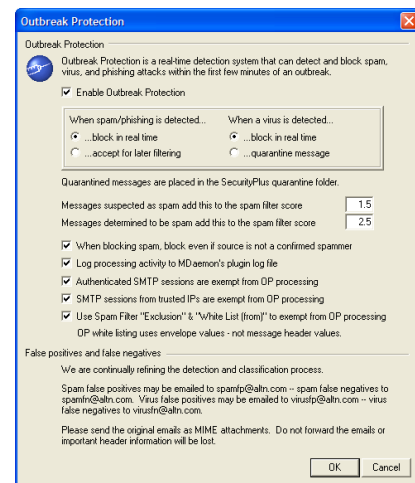 Outbreak Protection
Outbreak Protection
Outbreak Protection is a real-time detection system that can detect and block spam,
virus, and phishing attacks within the first few minutes of an outbreak.
Enable Outbreak Protection
When spam/phishing is detected...
...block in real time
...accept for later filtering
When a virus is detected...
...block in real time
...quarantine message
Quarantined messages are placed in the SecurityPlus quarantine folder.
Messages suspected as spam add this to the spam filter score 1.5
Messages determined to be spam add this to the spam filter score 2.5
When blocking spam, block even if source is not a confirmed spammer
Log processing activity to MDaemon's plugin log file
Authenticated SMTP sessions are exempt from OP processing
SMTP sessions from trusted IPs are exempt from OP processing
Use Spam Filter "Exclusion" & "White List (from)" to exempt from OP processing
OP white listing uses envelope values - not message header values.
False positives and false negatives
We are continually refining the detection and classification process.
Spam false positives may be emailed to spamfp@altn.com -- spam false negatives to
spamfn@altn.com. Virus false positives may be emailed to virusfp@altn.com -- virus
false negatives to virusfn@altn.com.
Please send the original emails as MIME attachments. Do not forward the emails or
important header information will be lost.
OK Cancel